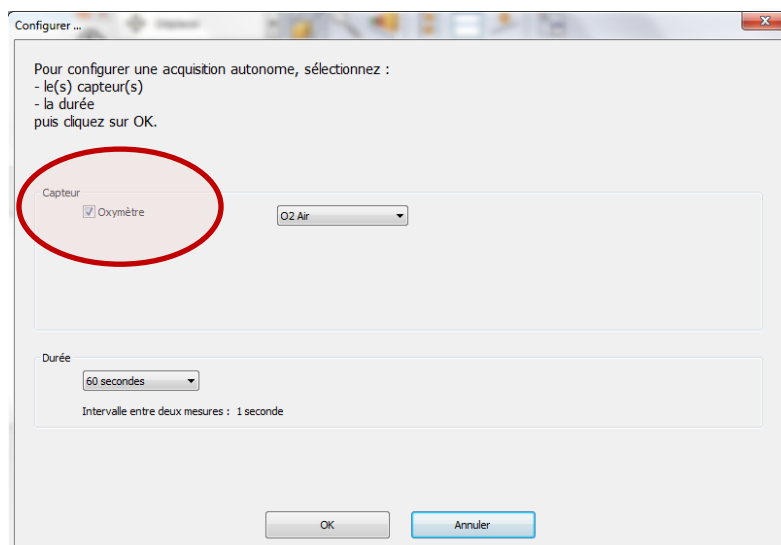 Configurer ...
Pour configurer une acquisition autonome, sélectionnez :
- le(s) capteur(s)
- la durée
puis cliquez sur OK.
Capteur
Oxymètre
O2 Air
Durée
60 secondes
Intervalle entre deux mesures : 1 seconde
OK
Annuler